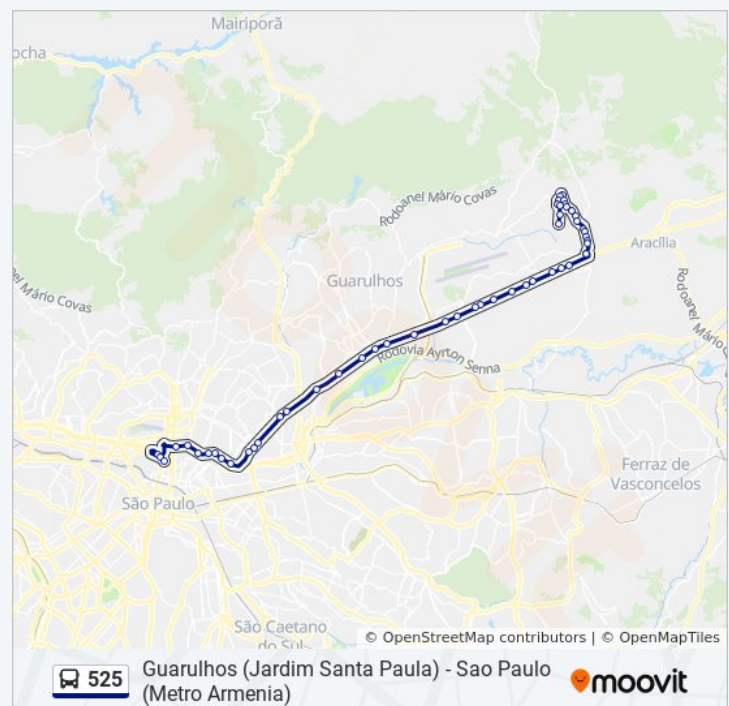 Mairiporã
ocha
Rodoanel Mário Covas
Aracília
Guarulhos
Mário Covas
Rodoanel Mário Co
Rodovia Ayrton Senna
Ferraz de
Vasconcelos
São Paulo
São Caetano
do Sul
© OpenStreetMap contributors | © OpenMapTiles
525
Guarulhos (Jardim Santa Paula) - Sao Paulo
(Metro Armenia)
moovit